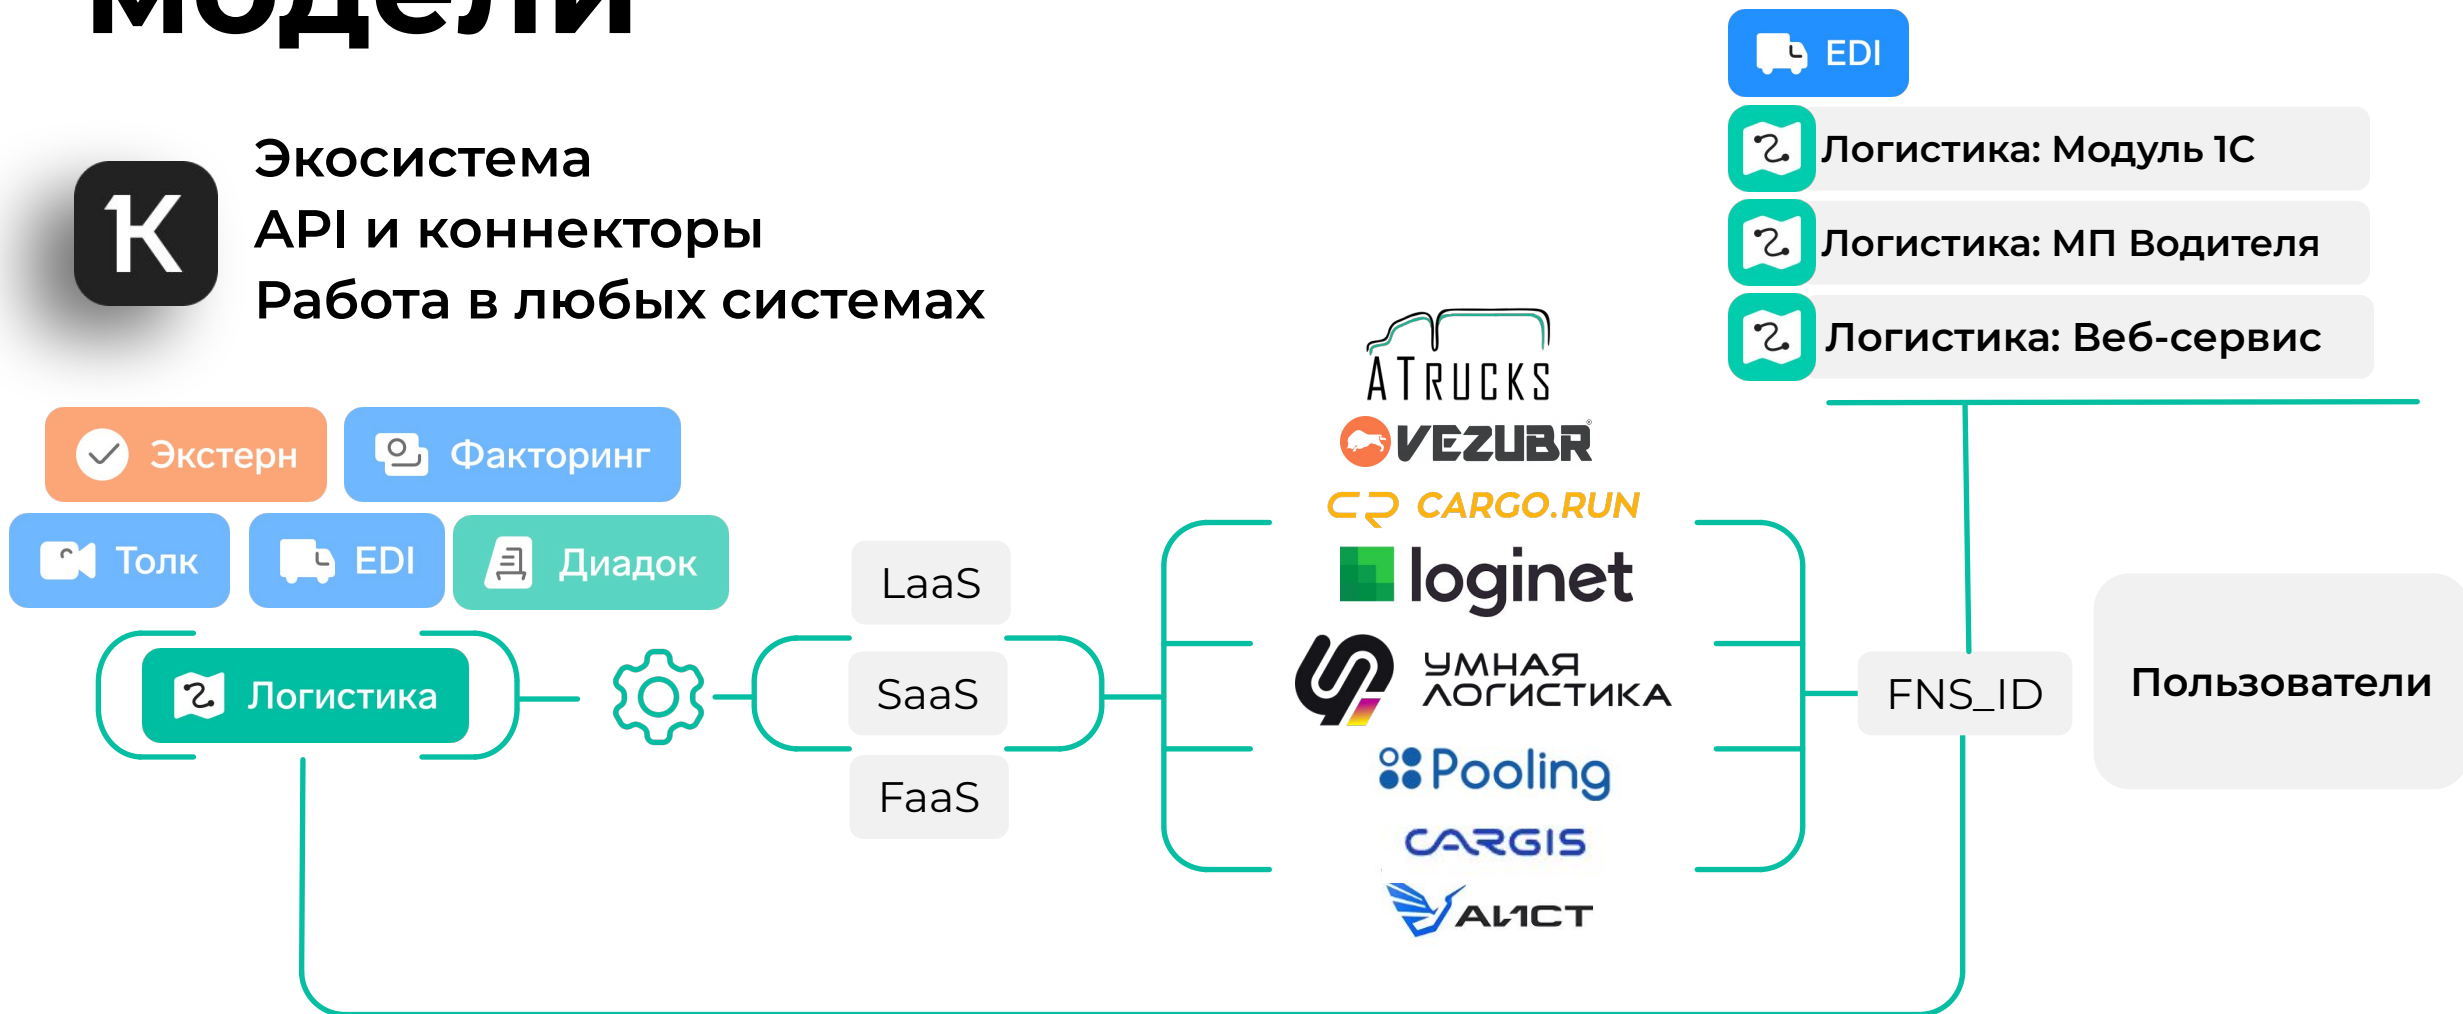 модели
Экосистема
API и коннекторы
Работа в любых системах
EDI
Логистика: Модуль 1С
Логистика: МП Водителя
Логистика: Веб-сервис
Экстерн
Факторинг
Толк
EDI
Диадок
Логистика
LaaS
SaaS
FaaS
ATRUCKS
VEZUBR
CARGO.RUN
loginet
УМНАЯ
ЛОГИСТИКА
Pooling
CARGIS
АИСТ
FNS_ID
Пользователи